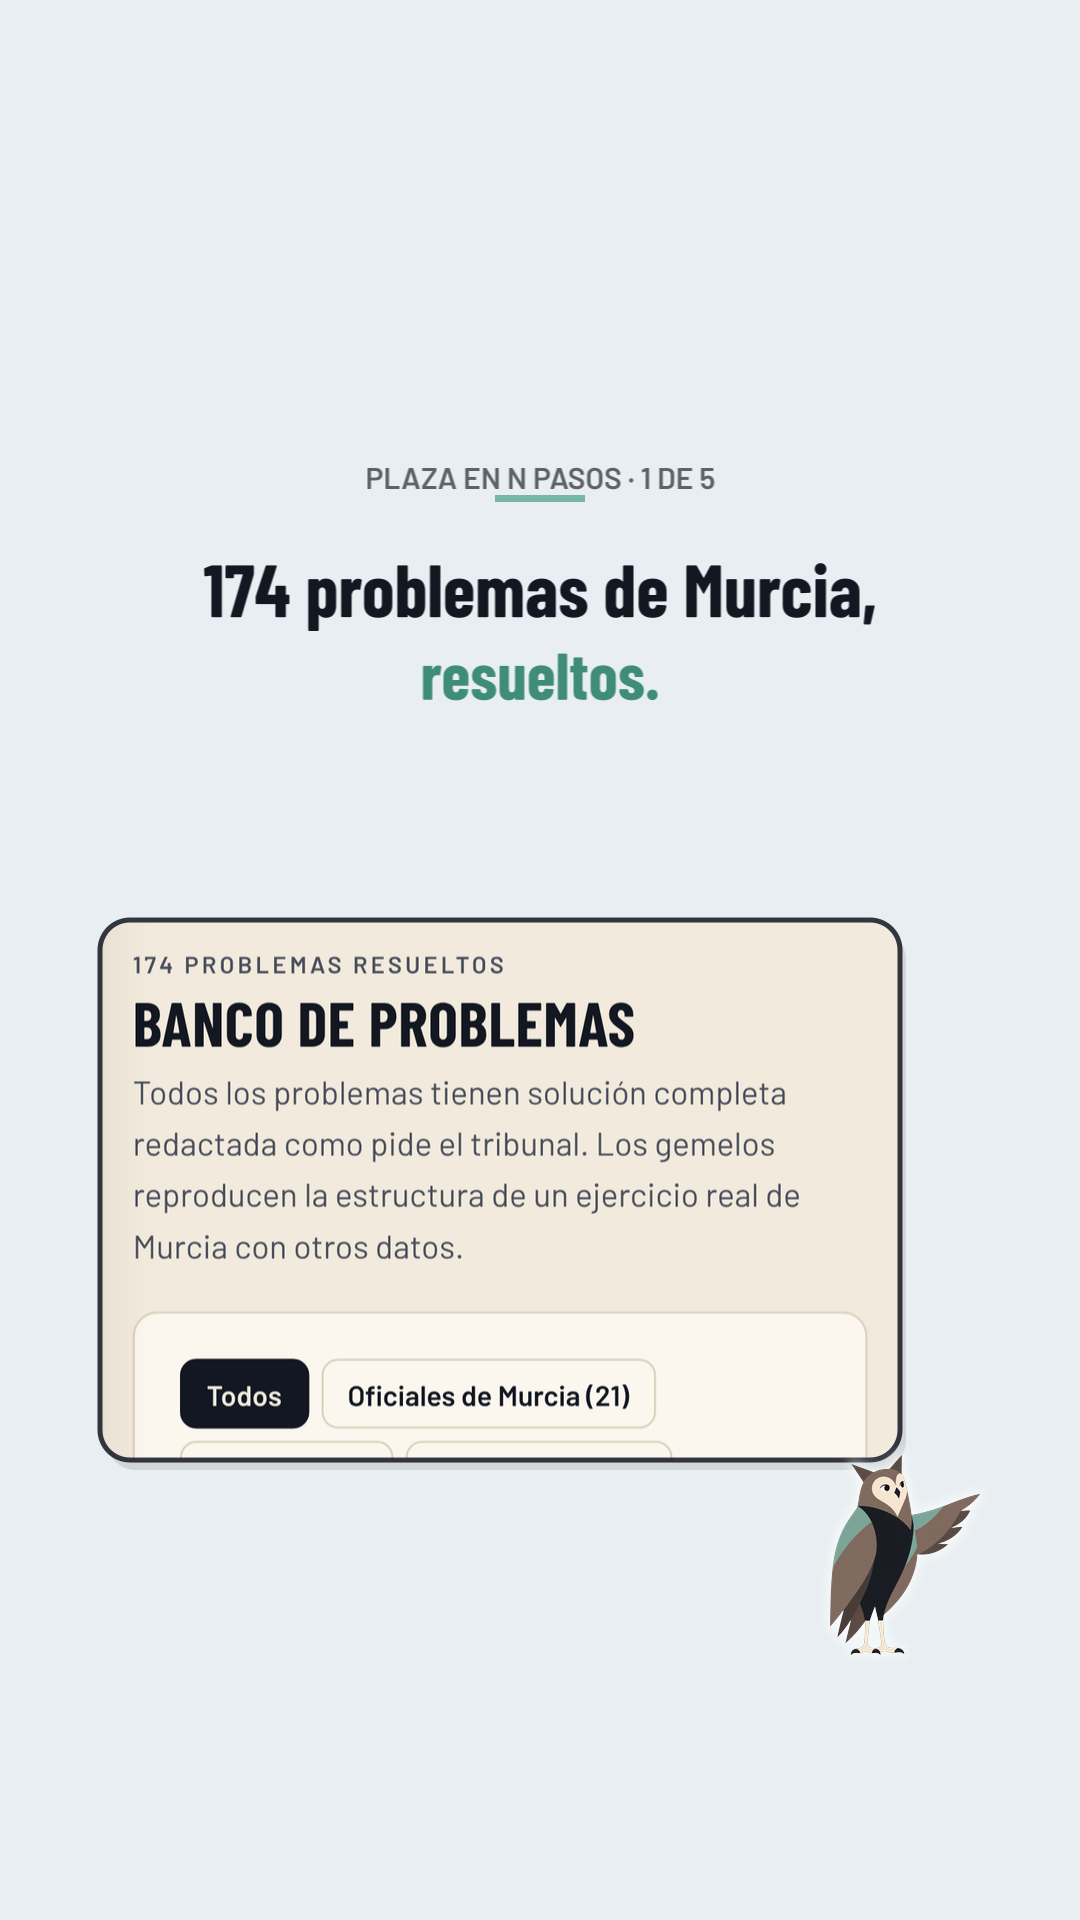 PLAZA EN N PASOS · 1 DE 5
174 problemas de Murcia,
resueltos.
174 PROBLEMAS RESUELTOS
BANCO DE PROBLEMAS
Todos los problemas tienen solución completa
redactada como pide el tribunal. Los gemelos
reproducen la estructura de un ejercicio real de
Murcia con otros datos.
Todos
Oficiales de Murcia (21)